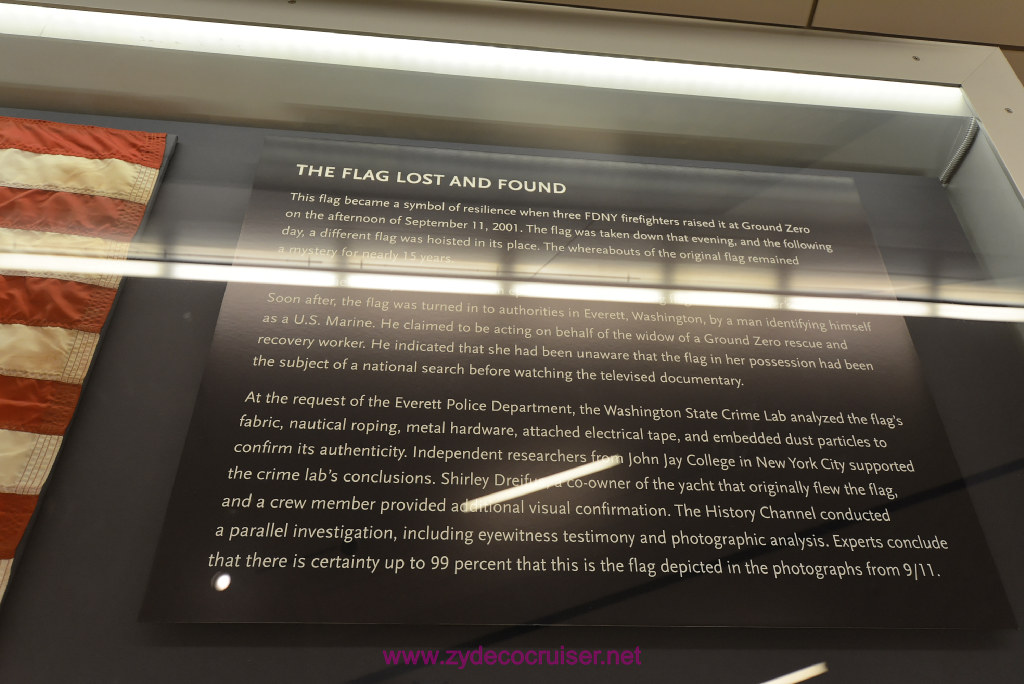 THE FLAG LOST AND FOUND
This flag became a symbol of resilience when three FDNY firefighters raised it at Ground Zero
on the afternoon of September 11, 2001. The flag was taken down that evening, and the following
day, a different flag was hoisted in its place. The whereabouts of the original flag remained
a mystery for nearly 15 years.
Soon after, the flag was turned in to authorities in Everett, Washington, by a man identifying himself
as a U.S. Marine. He claimed to be acting on behalf of the widow of a Ground Zero rescue and
recovery worker. He indicated that she had been unaware that the flag in her possession had been
the subject of a national search before watching the televised documentary.
At the request of the Everett Police Department, the Washington State Crime Lab analyzed the flag's
fabric, nautical roping, metal hardware, attached electrical tape, and embedded dust particles to
confirm its authenticity. Independent researchers from John Jay College in New York City supported
the crime lab's conclusions. Shirley Dreifus, a co-owner of the yacht that originally flew the flag,
and a crew member provided additional visual confirmation. The History Channel conducted
a parallel investigation, including eyewitness testimony and photographic analysis. Experts conclude
that there is certainty up to 99 percent that this is the flag depicted in the photographs from 9/11.
www.zydecocruiser.net